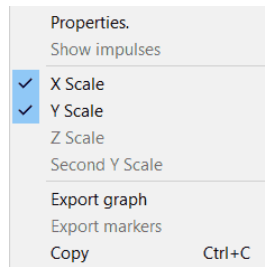 Properties.
Show impulses
X Scale
Y Scale
Z Scale
Second Y Scale
Export graph
Export markers
Copy Ctrl+C